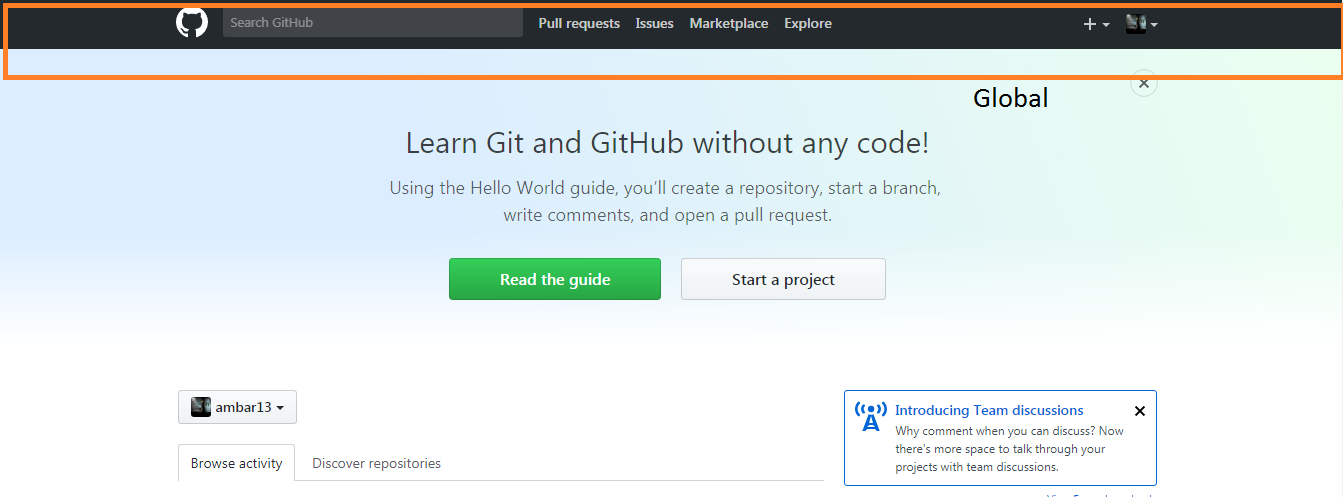 Search GitHub
Pull requests Issues Marketplace Explore
Global
Learn Git and GitHub without any code!
Using the Hello World guide, you'll create a repository, start a branch,
write comments, and open a pull request.
Read the guide
Start a project
ambar13
Browse activity
Discover repositories
Introducing Team discussions
Why comment when you can discuss? Now
there's more space to talk through your
projects with team discussions.